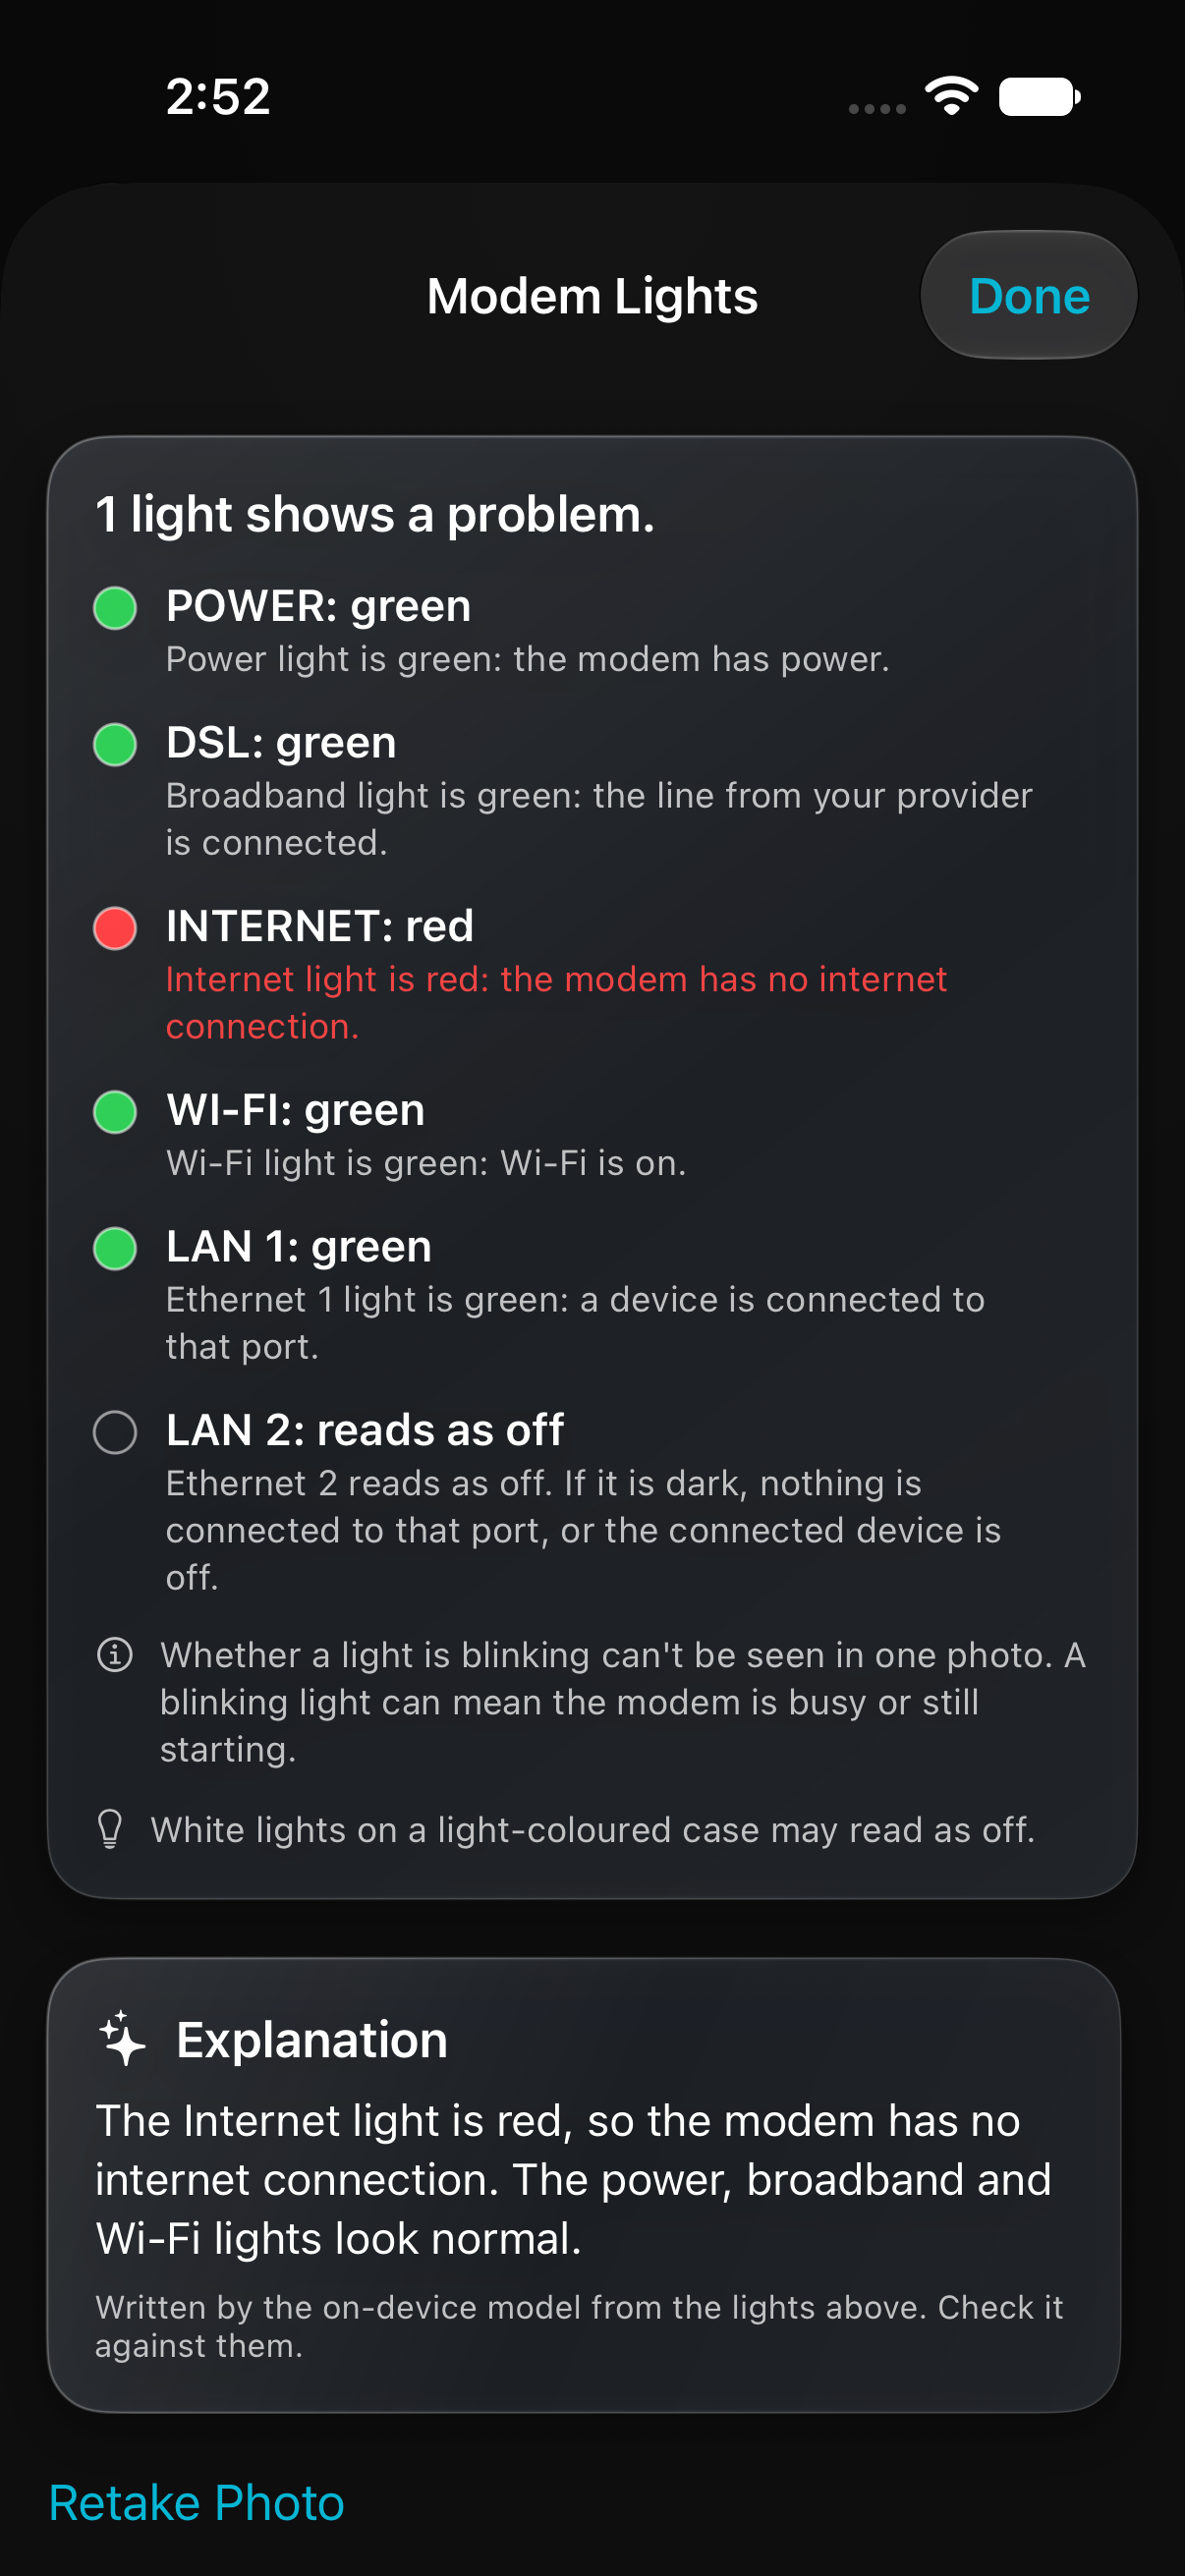 2:52
Modem Lights
Done
1 light shows a problem.
POWER: green
Power light is green: the modem has power.
DSL: green
Broadband light is green: the line from your provider
is connected.
INTERNET: red
Internet light is red: the modem has no internet
connection.
WI-FI: green
Wi-Fi light is green: Wi-Fi is on.
LAN 1: green
Ethernet 1 light is green: a device is connected to
that port.
LAN 2: reads as off
Ethernet 2 reads as off. If it is dark, nothing is
connected to that port, or the connected device is
off.
Whether a light is blinking can't be seen in one photo. A
blinking light can mean the modem is busy or still
starting.
White lights on a light-coloured case may read as off.
Explanation
The Internet light is red, so the modem has no
internet connection. The power, broadband and
Wi-Fi lights look normal.
Written by the on-device model from the lights above. Check it
against them.
Retake Photo